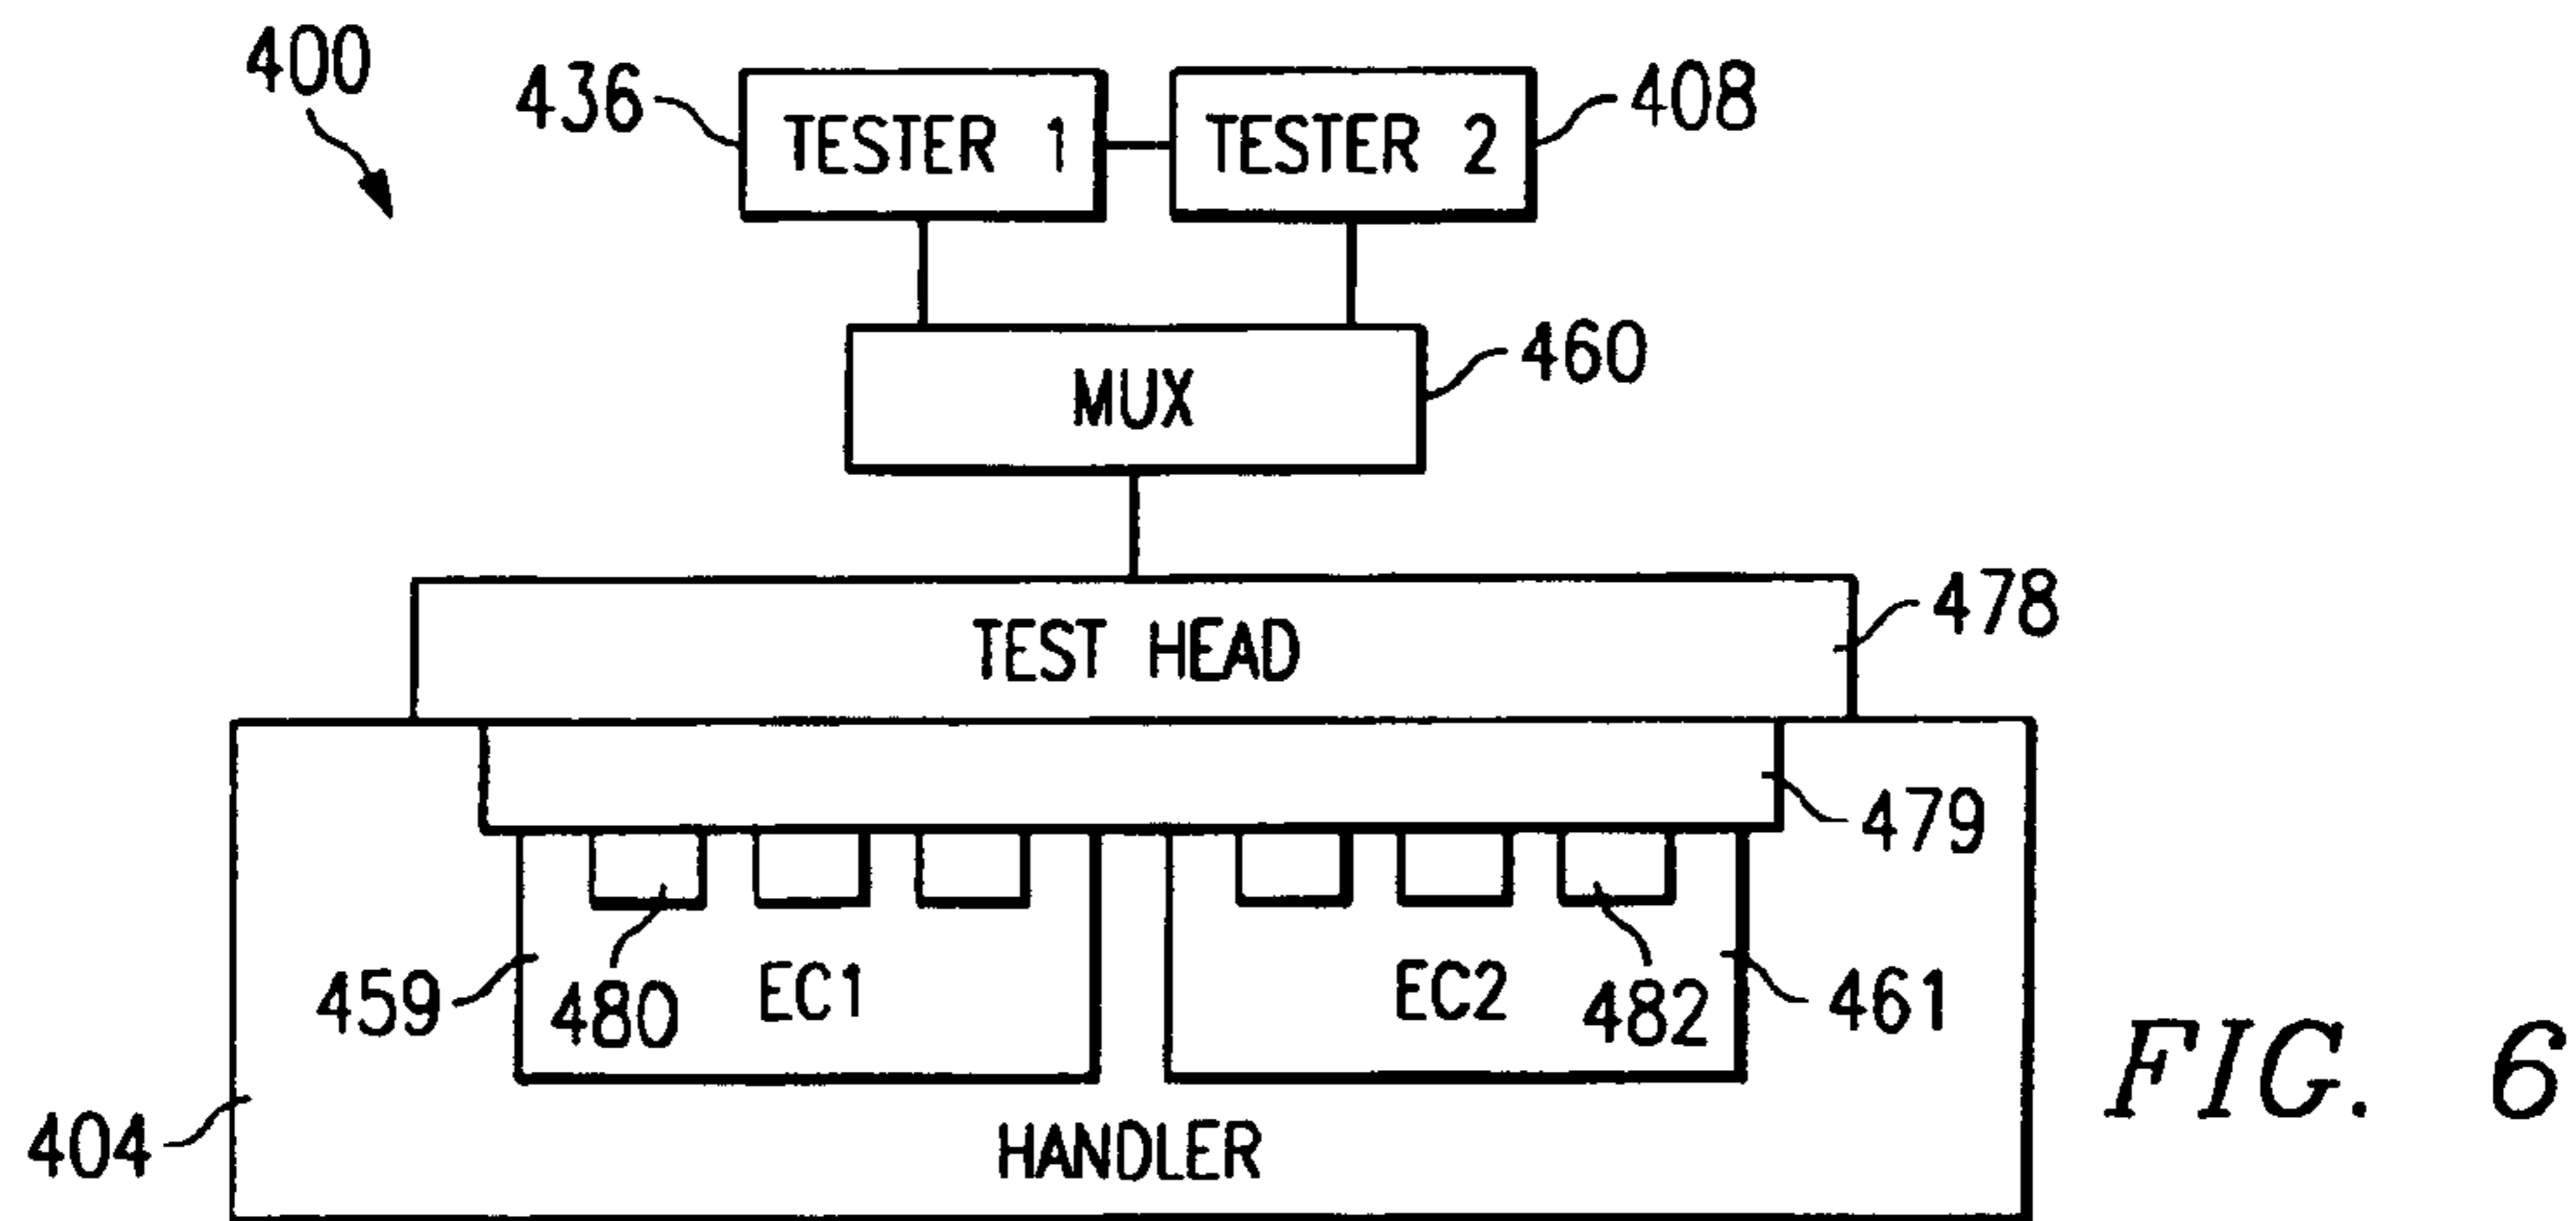 400
436
TESTER 1
TESTER 2
408
MUX
460
TEST HEAD
478
479
459
480
EC1
EC2
482
461
404
HANDLER
FIG. 6